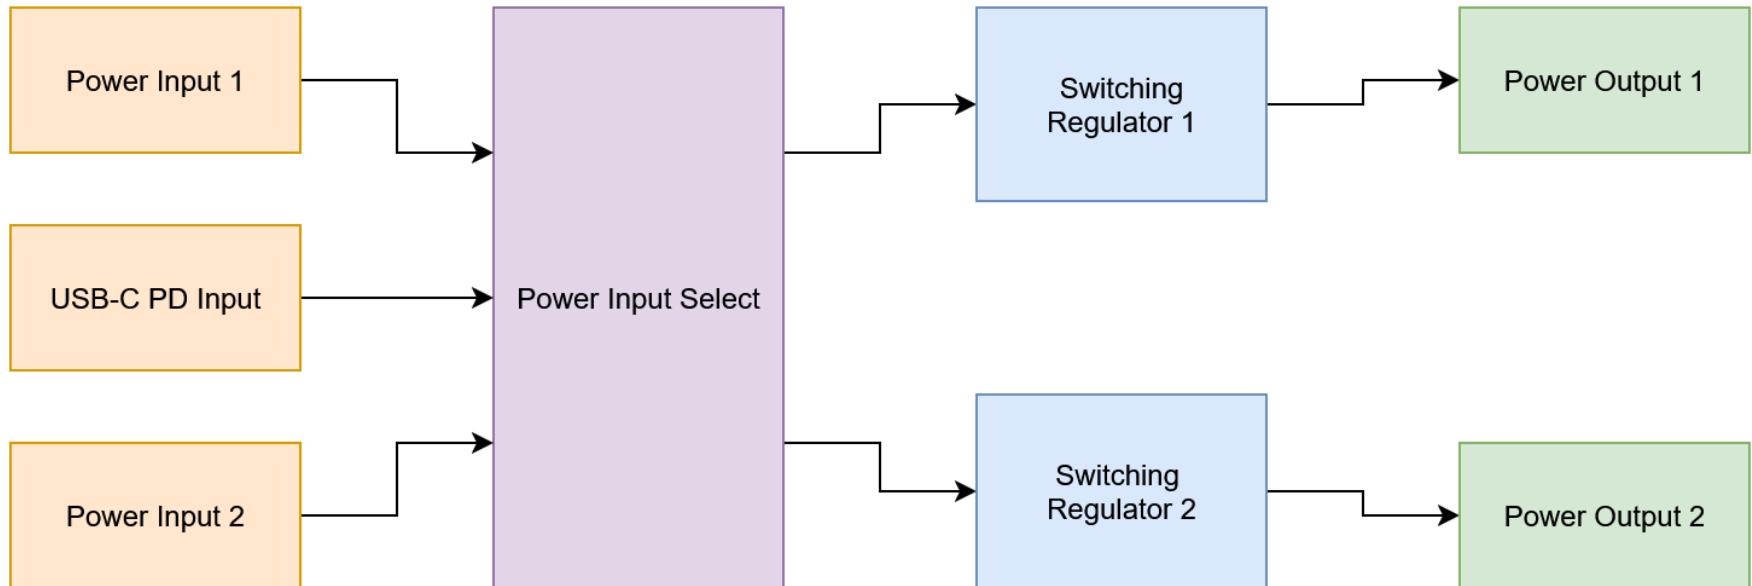 Power Input 1
USB-C PD Input
Power Input 2
Power Input Select
Switching
Regulator 1
Switching
Regulator 2
Power Output 1
Power Output 2